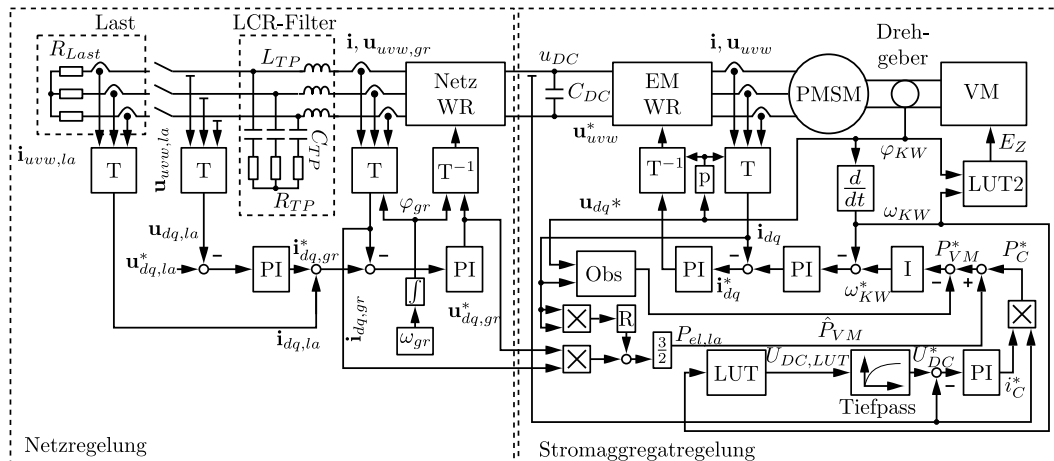 Last
LCR-Filter
Dreh-
geber
R_Last
L_TP
i, u_uvw,gr
u_DC
i, u_uvw
Netz
WR
C_DC
EM
WR
PMSM
VM
i_uvw,la
u_uvw,la
C_TP
R_TP
u*_uvw
φ_KW
E_Z
T
T
T
T⁻¹
T⁻¹
p
T
d
dt
LUT2
φ_gr
u_dq*
ω_KW
u_dq,la
i_dq
P*_VM
P*_C
u*_dq,la
PI
i*_dq,gr
PI
Obs
PI
i*_dq
PI
ω*_KW
I
∫
u*_dq,gr
ω_gr
i_dq,la
i_dq,gr
R
3
2
P_el,la
P̂_VM
LUT
U_DC,LUT
U*_DC
PI
i*_C
Tiefpass
Netzregelung
Stromaggregatregelung